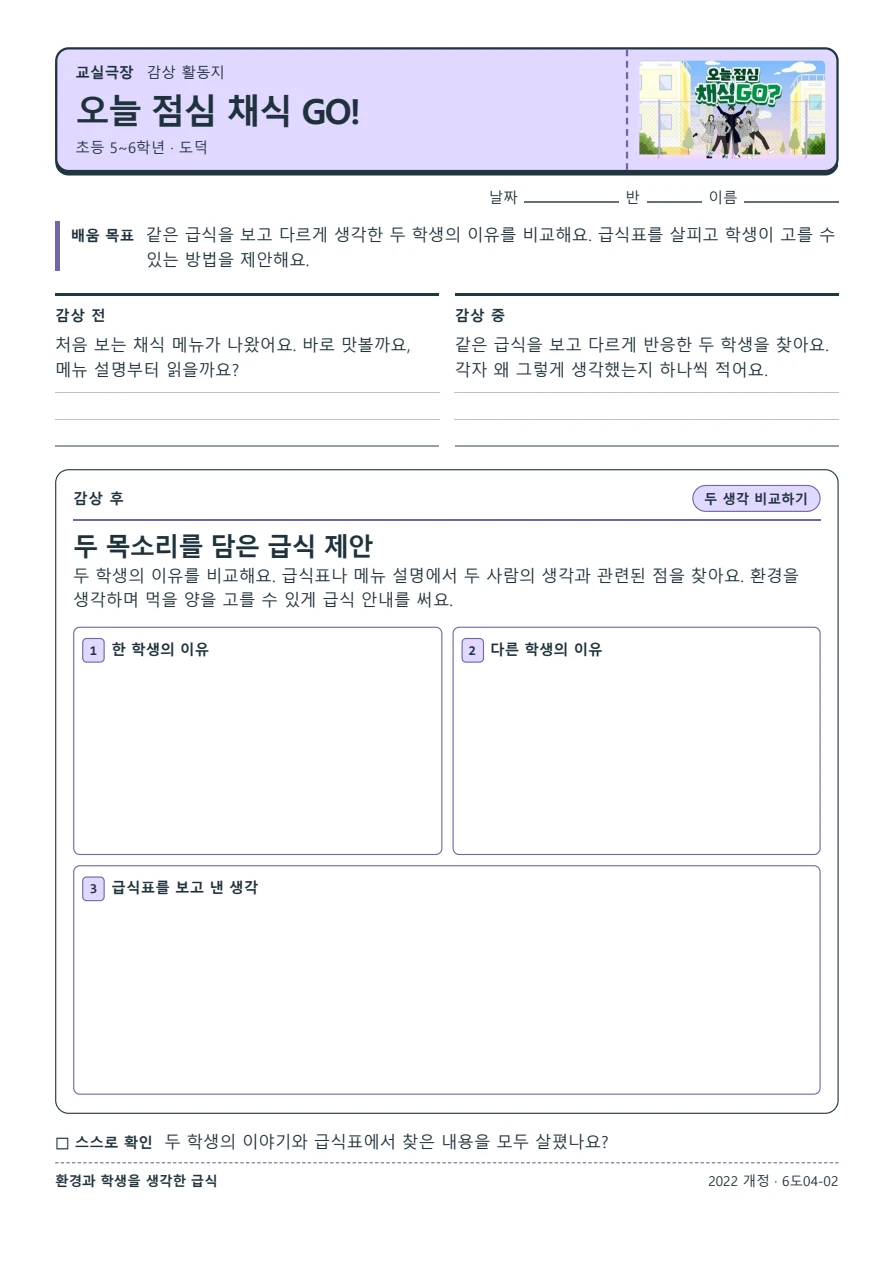 교실극장 감상 활동지
오늘 점심 채식 GO!
초등 5~6학년 · 도덕
오늘 점심
채식GO?
날짜 반 이름
배움 목표 같은 급식을 보고 다르게 생각한 두 학생의 이유를 비교해요. 급식표를 살피고 학생이 고를 수
있는 방법을 제안해요.
감상 전
처음 보는 채식 메뉴가 나왔어요. 바로 맛볼까요,
메뉴 설명부터 읽을까요?
감상 중
같은 급식을 보고 다르게 반응한 두 학생을 찾아요.
각자 왜 그렇게 생각했는지 하나씩 적어요.
감상 후
두 생각 비교하기
두 목소리를 담은 급식 제안
두 학생의 이유를 비교해요. 급식표나 메뉴 설명에서 두 사람의 생각과 관련된 점을 찾아요. 환경을
생각하며 먹을 양을 고를 수 있게 급식 안내를 써요.
1 한 학생의 이유
2 다른 학생의 이유
3 급식표를 보고 낸 생각
□ 스스로 확인 두 학생의 이야기와 급식표에서 찾은 내용을 모두 살폈나요?
환경과 학생을 생각한 급식
2022 개정 · 6도04-02